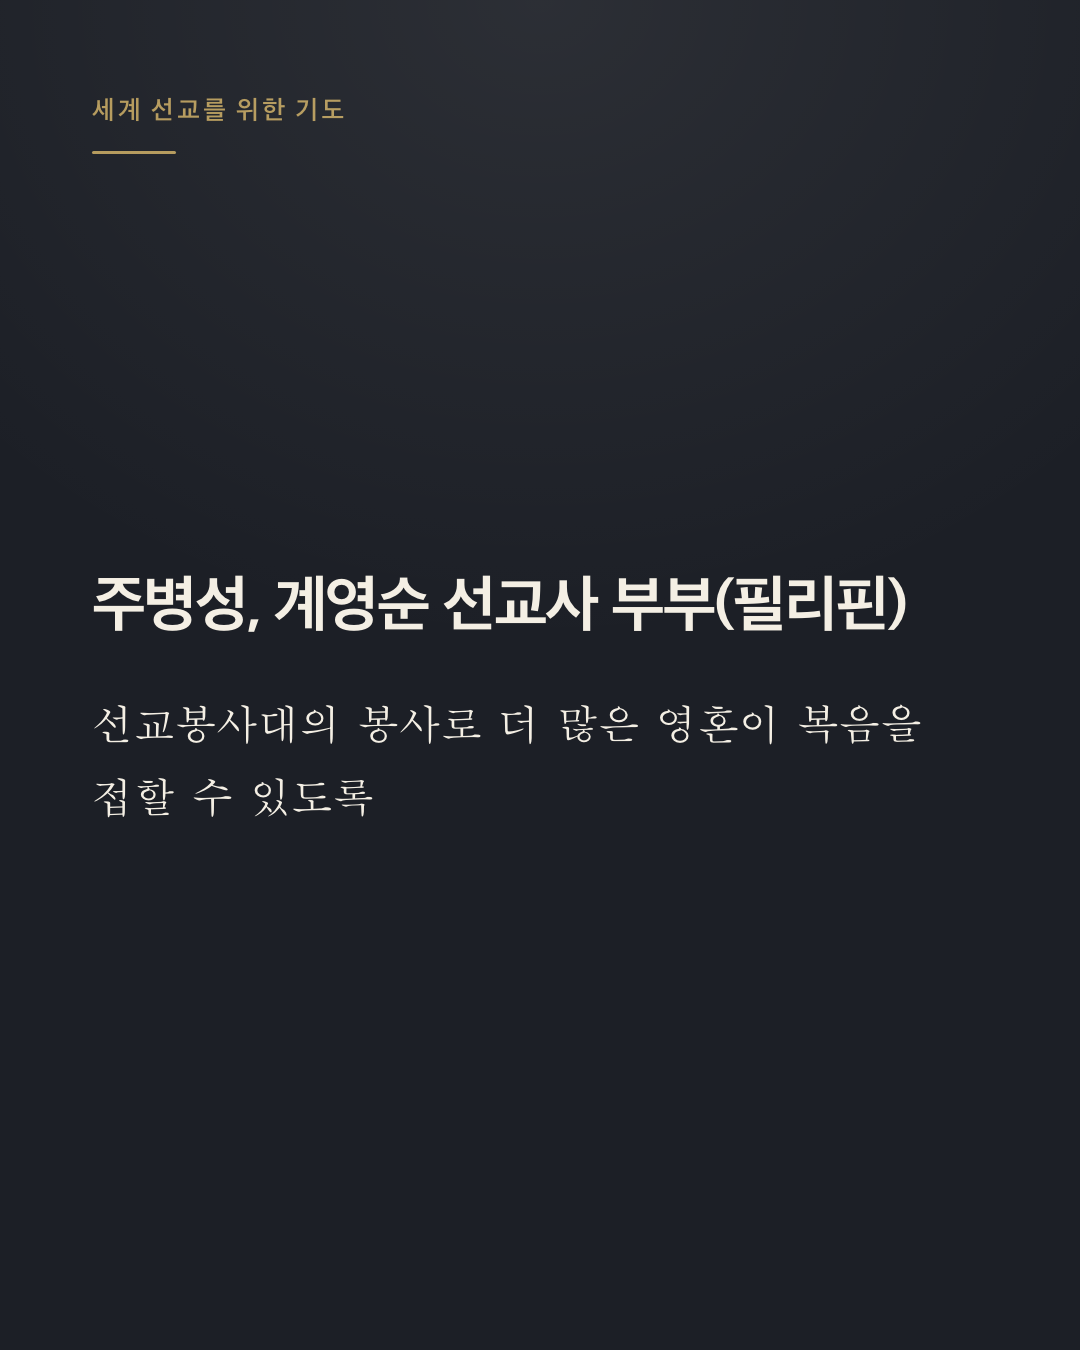 세계 선교를 위한 기도
주병성, 계영순 선교사 부부(필리핀)
선교봉사대의 봉사로 더 많은 영혼이 복음을
접할 수 있도록